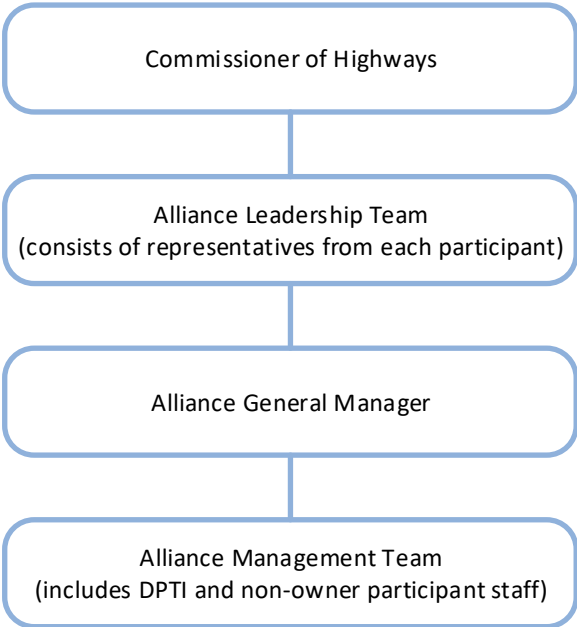 Commissioner of Highways
Alliance Leadership Team
(consists of representatives from each participant)
Alliance General Manager
Alliance Management Team
(includes DPTI and non-owner participant staff)